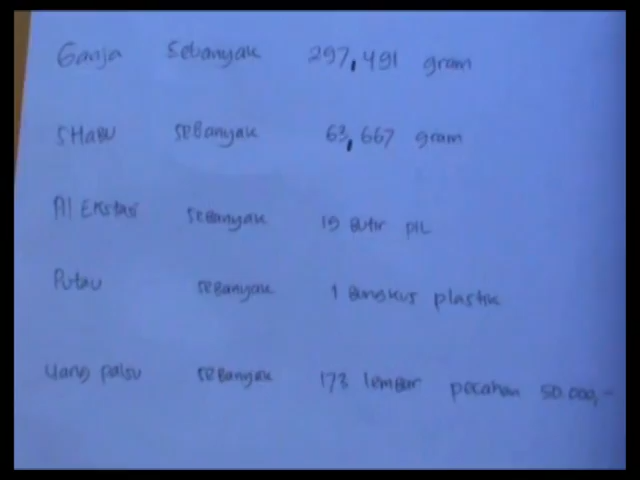 Ganja sebanyak 297,491 gram
SHABU sebanyak 63,667 gram
Pil Ekstasi sebanyak 19 Butir PIL
Putau sebanyak 1 Bungkus plastik
Uang palsu sebanyak 173 lembar pecahan 50.000,-